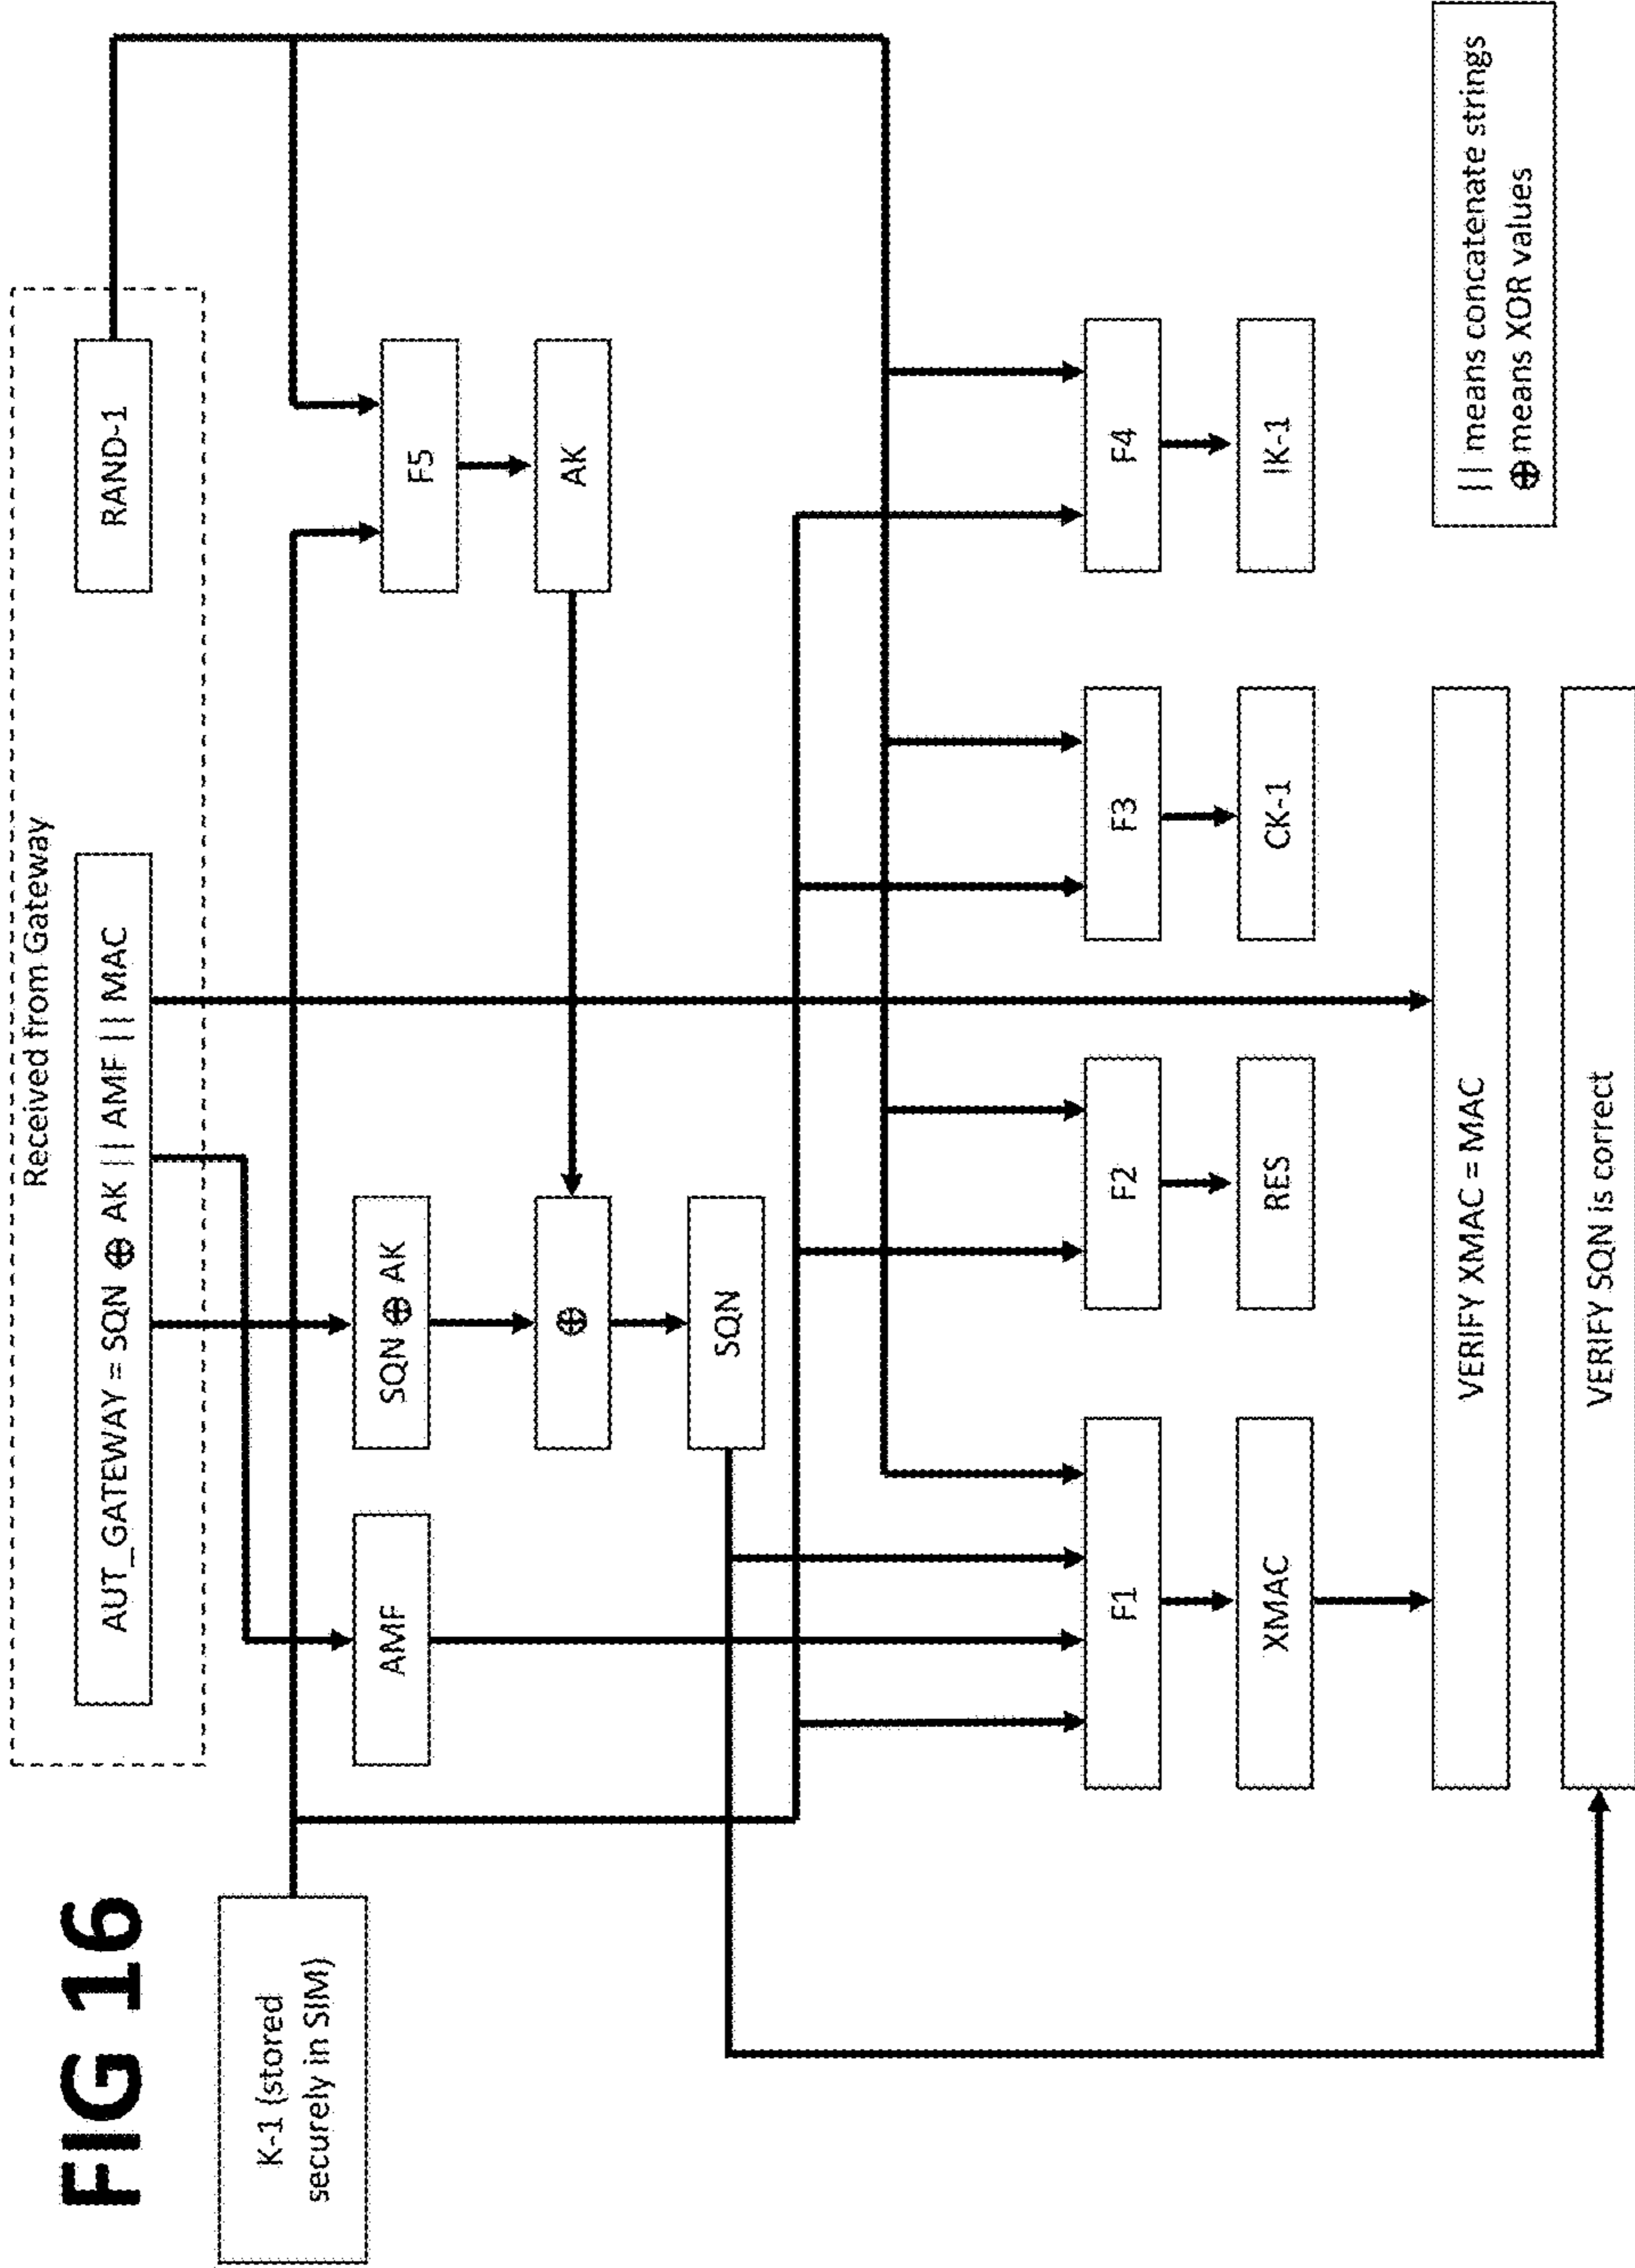 FIG 16
Received from Gateway
AUT_GATEWAY = SQN ⊕ AK || AMF || MAC
RAND-1
K-1 (stored
securely in SIM)
AMF
SQN ⊕ AK
F5
⊕
AK
SQN
F1
F2
F3
F4
XMAC
RES
CK-1
IK-1
VERIFY XMAC = MAC
|| means concatenate strings
⊕ means XOR values
VERIFY SQN is correct